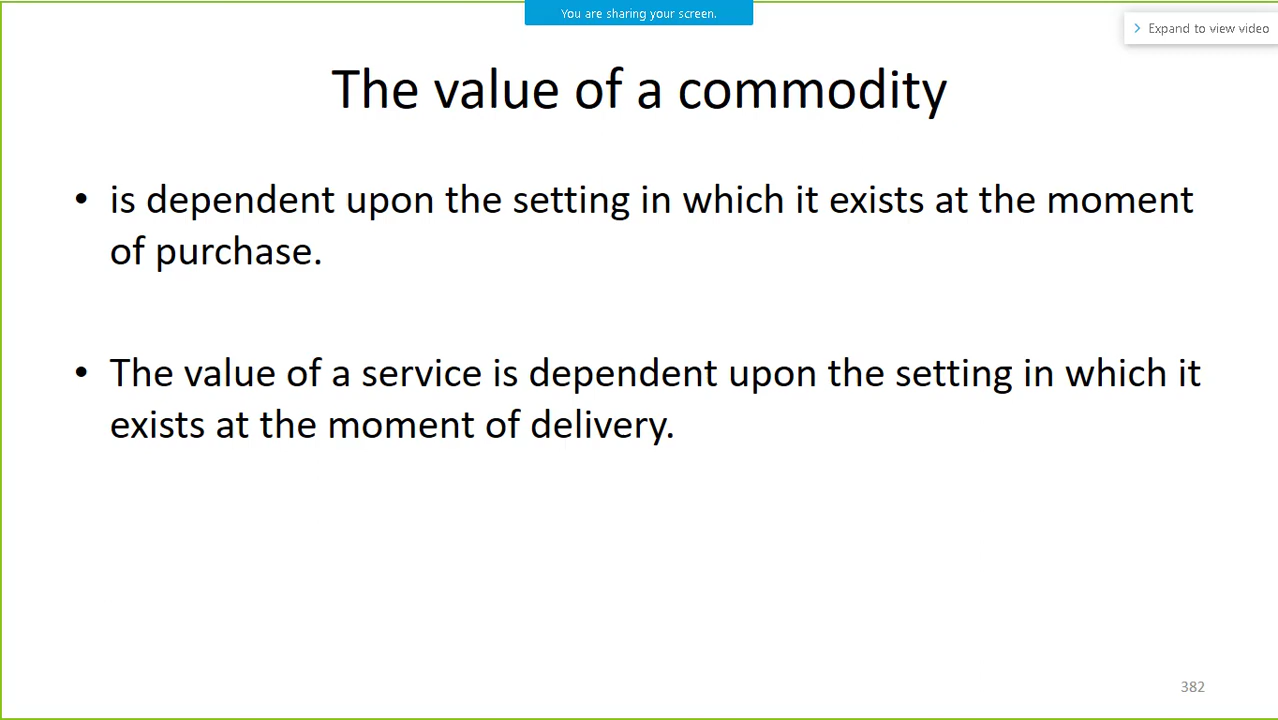 You are sharing your screen.
Expand to view video
The value of a commodity
• is dependent upon the setting in which it exists at the moment
of purchase.
• The value of a service is dependent upon the setting in which it
exists at the moment of delivery.
382